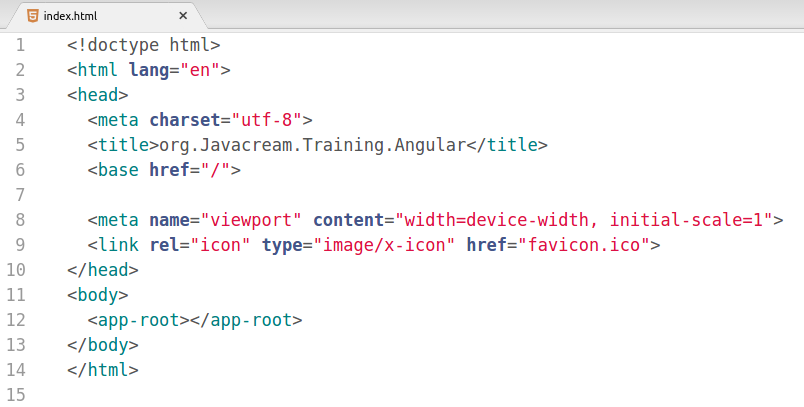 index.html ×
1 <!doctype html>
2 <html lang="en">
3 <head>
4   <meta charset="utf-8">
5   <title>org.Javacream.Training.Angular</title>
6   <base href="/">
7
8   <meta name="viewport" content="width=device-width, initial-scale=1">
9   <link rel="icon" type="image/x-icon" href="favicon.ico">
10 </head>
11 <body>
12   <app-root></app-root>
13 </body>
14 </html>
15